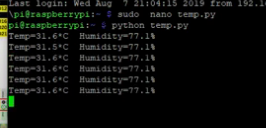 Last login: Wed Aug 7 21:04:15 2019 from 192.1
pi@raspberrypi:~ $ sudo nano temp.py
pi@raspberrypi:~ $ python temp.py
Temp=31.6*C Humidity=77.1%
Temp=31.5*C Humidity=77.1%
Temp=31.6*C Humidity=77.1%
Temp=31.6*C Humidity=77.1%
Temp=31.6*C Humidity=77.1%
Temp=31.6*C Humidity=77.1%